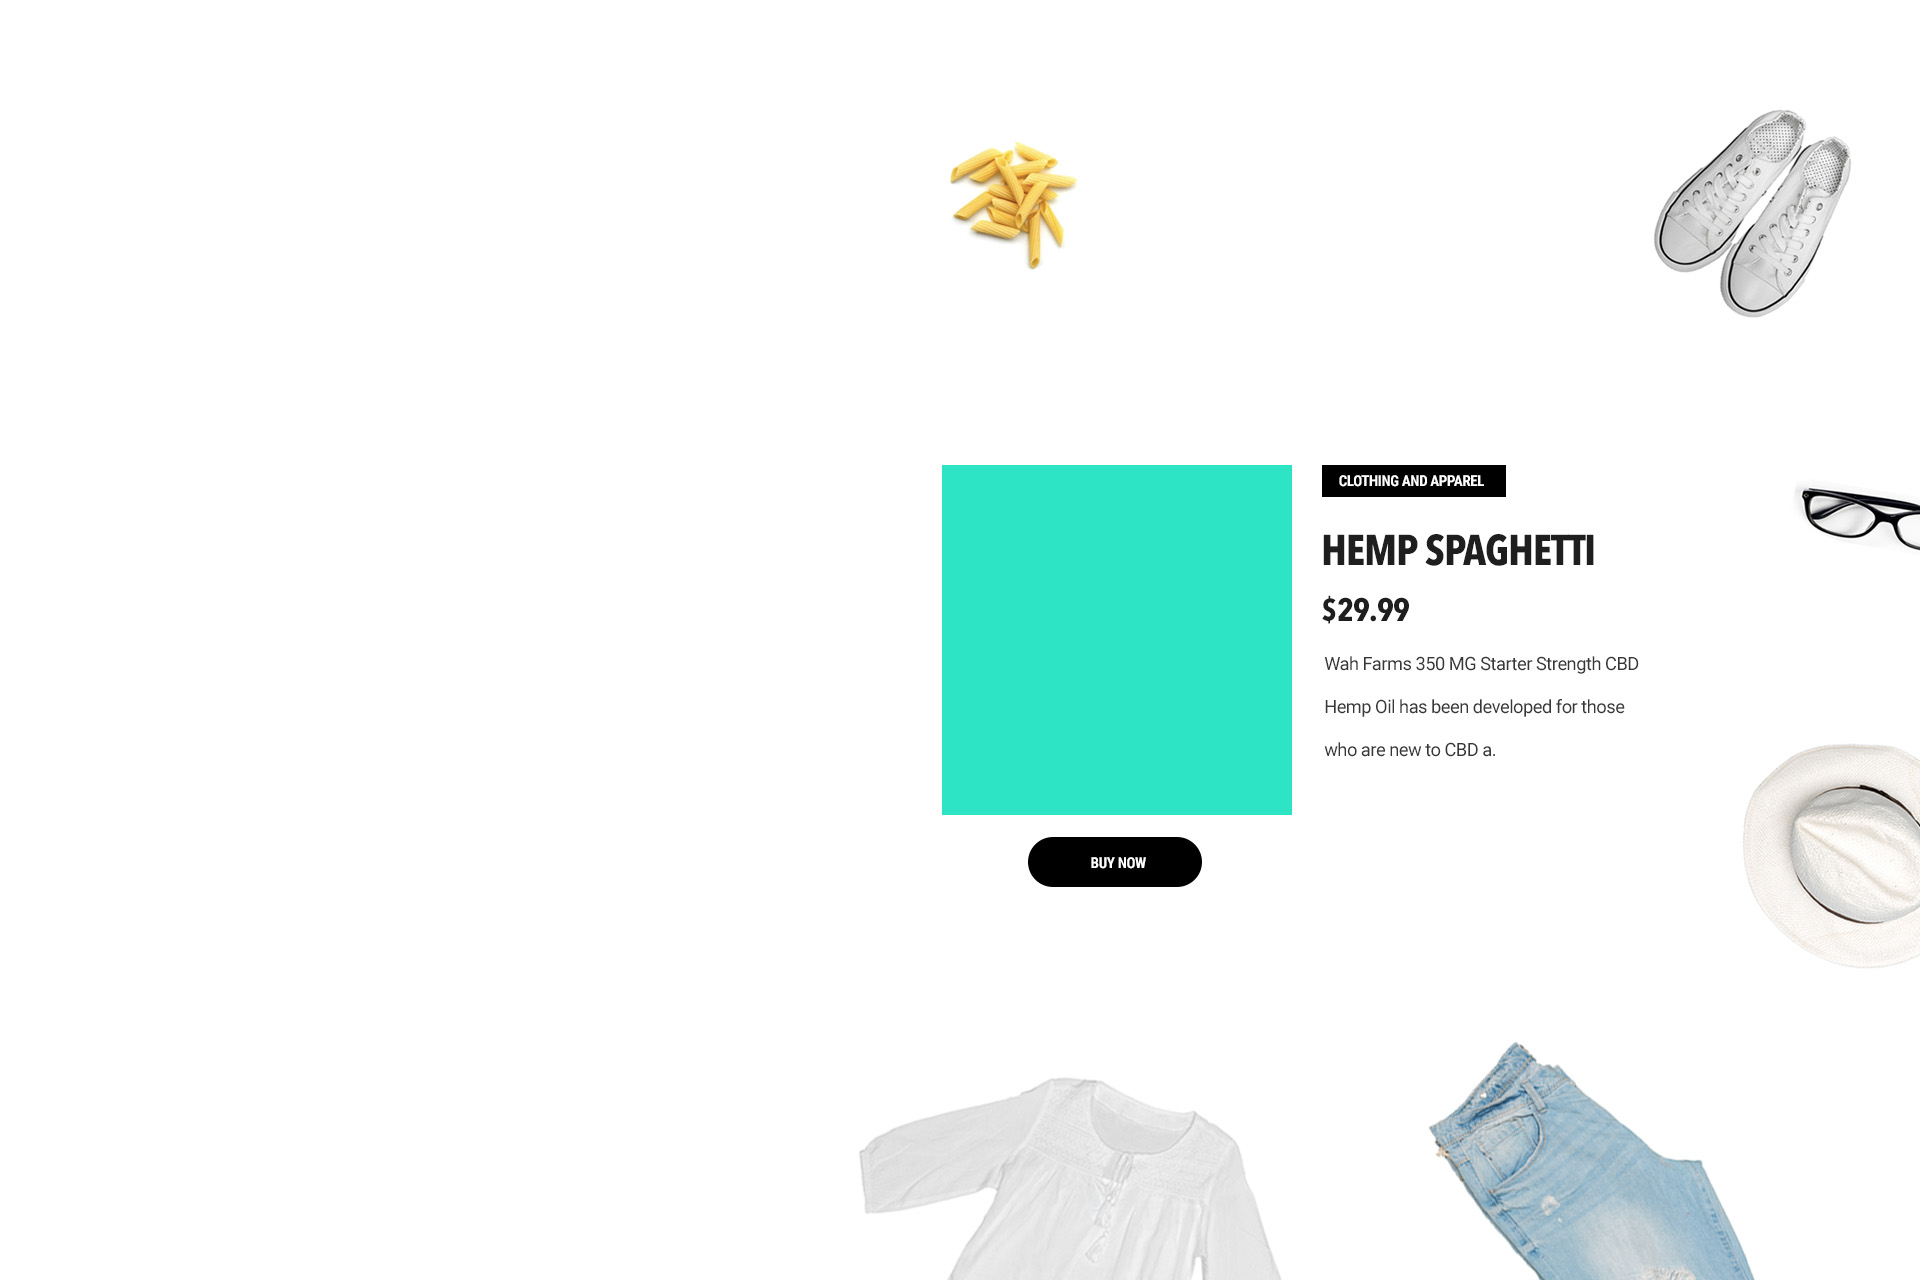 CLOTHING AND APPAREL
HEMP SPAGHETTI
$29.99
Wah Farms 350 MG Starter Strength CBD
Hemp Oil has been developed for those
who are new to CBD a.
BUY NOW